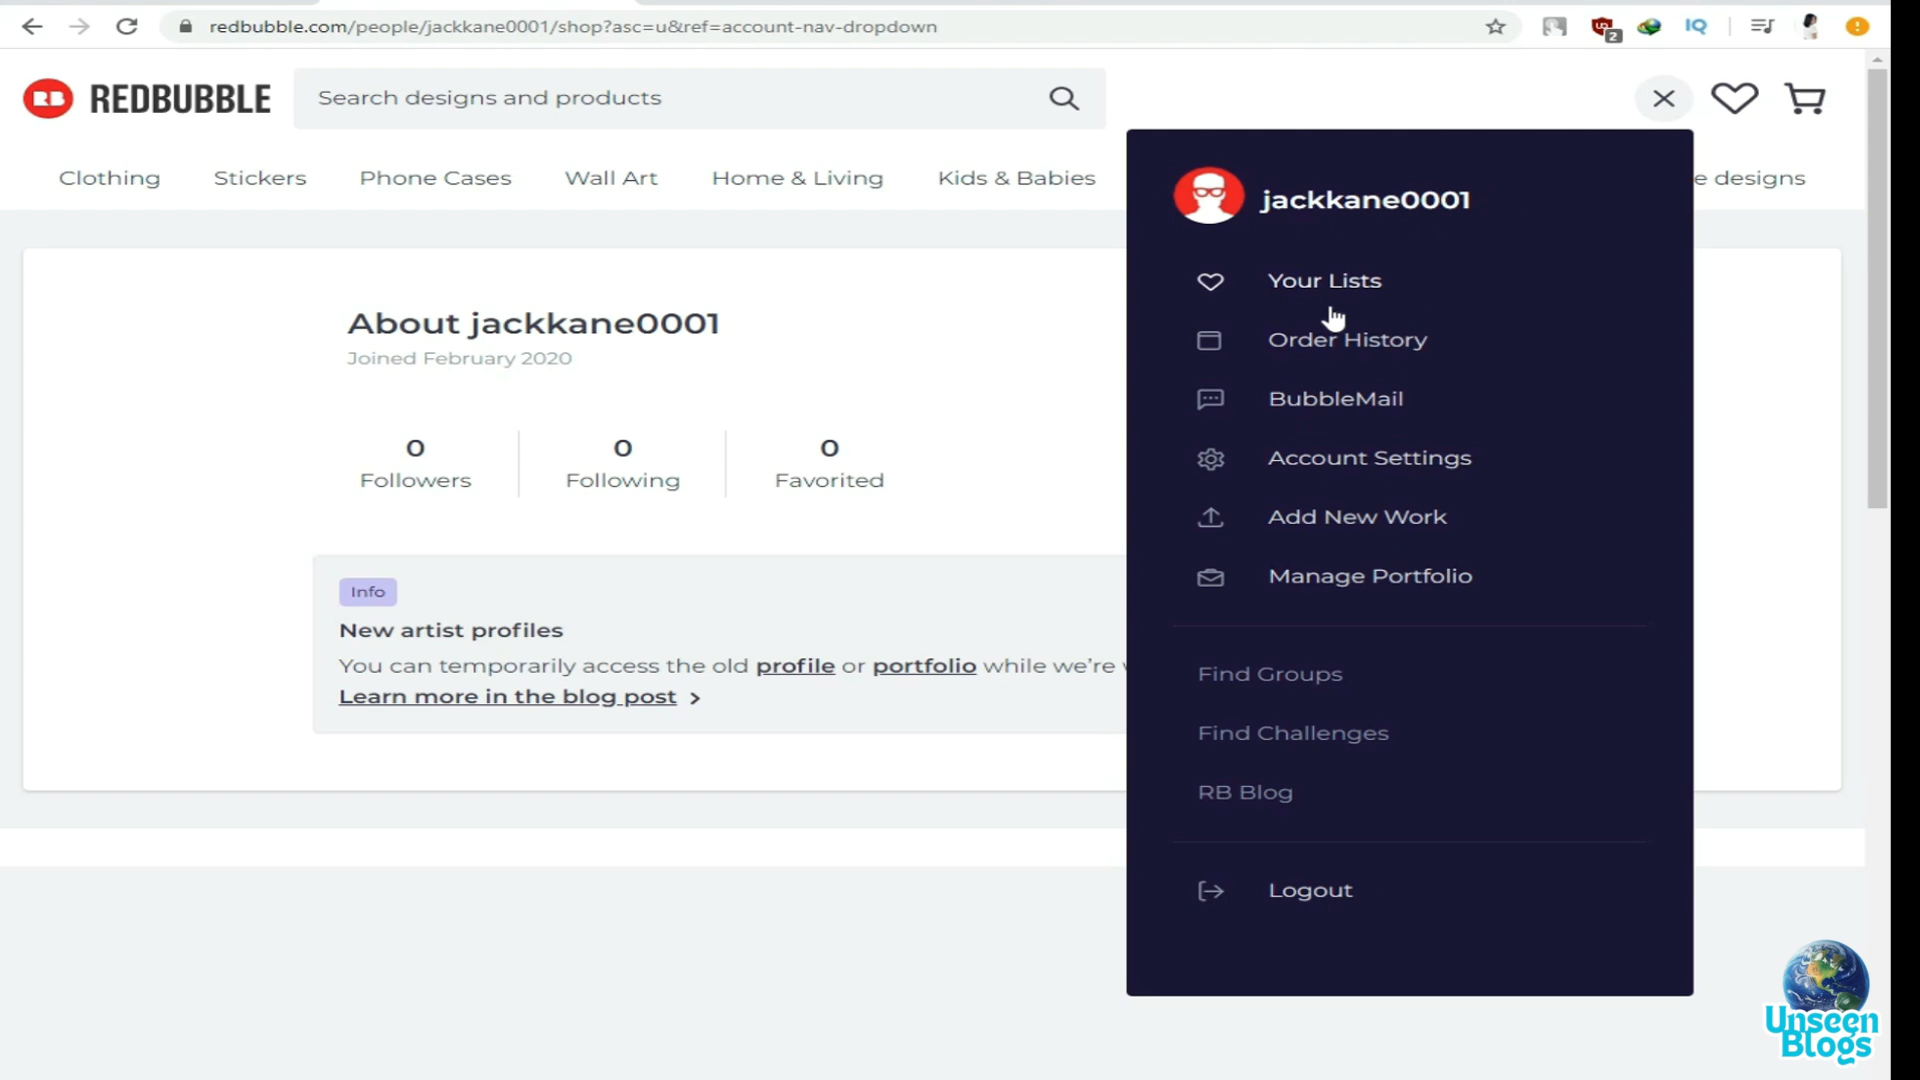 redbubble.com/people/jackkane0001/shop?asc=u&ref=account-nav-dropdown
2
IQ
RB REDBUBBLE
Search designs and products
Clothing
Stickers
Phone Cases
Wall Art
Home & Living
Kids & Babies
e designs
About jackkane0001
Joined February 2020
0
Followers
0
Following
0
Favorited
Info
New artist profiles
You can temporarily access the old profile or portfolio while we're
Learn more in the blog post
jackkane0001
Your Lists
Order History
BubbleMail
Account Settings
Add New Work
Manage Portfolio
Find Groups
Find Challenges
RB Blog
Logout
Unseen
Blogs